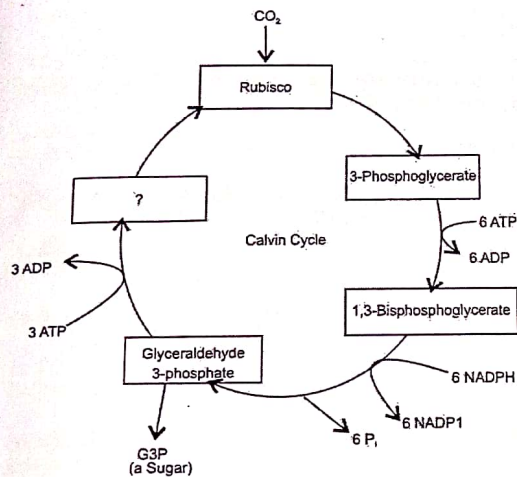 CO₂
Rubisco
3-Phosphoglycerate
6 ATP
6 ADP
1,3-Bisphosphoglycerate
6 NADPH
6 NADP1
6 Pᵢ
Glyceraldehyde
3-phosphate
G3P
(a Sugar)
3 ATP
3 ADP
?
Calvin Cycle